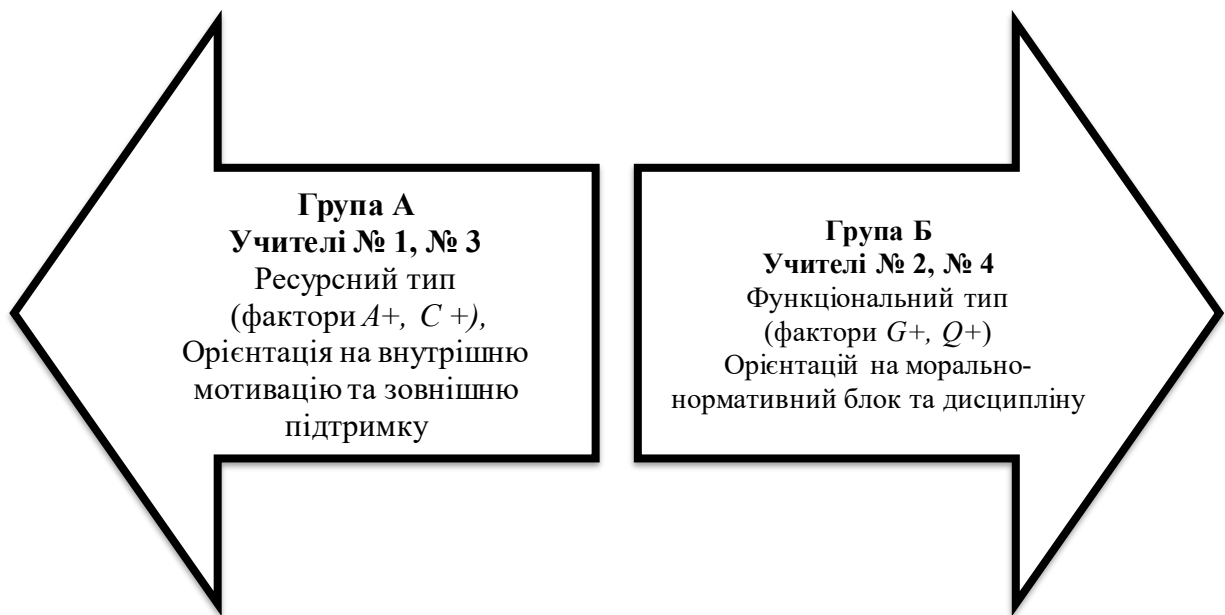 Група А
Учителі № 1, № 3
Ресурсний тип
(фактори A+, C +),
Орієнтація на внутрішню
мотивацію та зовнішню
підтримку
Група Б
Учителі № 2, № 4
Функціональний тип
(фактори G+, Q+)
Орієнтацій на морально-
нормативний блок та дисципліну